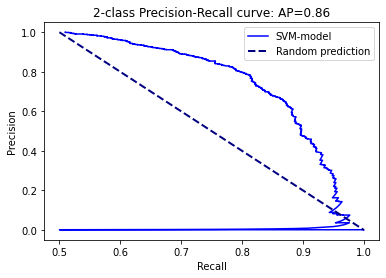 2-class Precision-Recall curve: AP=0.86
SVM-model
Random prediction
Precision
1.0
0.8
0.6
0.4
0.2
0.0
0.5 0.6 0.7 0.8 0.9 1.0
Recall